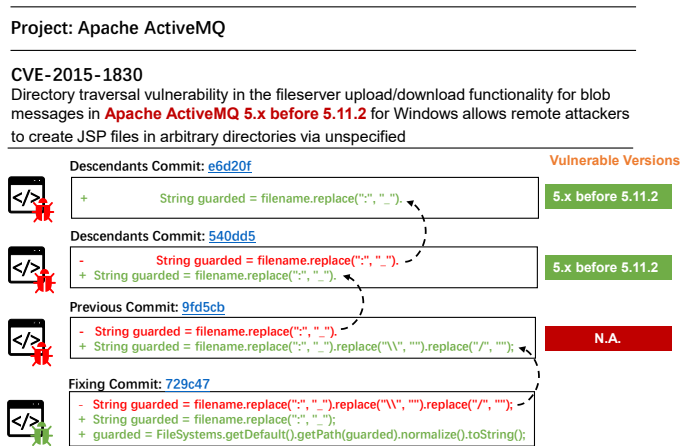 Project: Apache ActiveMQ
CVE-2015-1830
Directory traversal vulnerability in the fileserver upload/download functionality for blob
messages in Apache ActiveMQ 5.x before 5.11.2 for Windows allows remote attackers
to create JSP files in arbitrary directories via unspecified
Vulnerable Versions
Descendants Commit: e6d20f
</>
+ String guarded = filename.replace(":", "_").
5.x before 5.11.2
Descendants Commit: 540dd5
</>
- String guarded = filename.replace(":", "_").
+ String guarded = filename.replace(":", "_").
5.x before 5.11.2
Previous Commit: 9fd5cb
</>
- String guarded = filename.replace(":", "_").
+ String guarded = filename.replace(":", "_").replace("\\", "").replace("/", "");
N.A.
Fixing Commit: 729c47
</>
- String guarded = filename.replace(":", "_").replace("\\", "").replace("/", "");
+ String guarded = filename.replace(":", "_");
+ guarded = FileSystems.getDefault().getPath(guarded).normalize().toString();